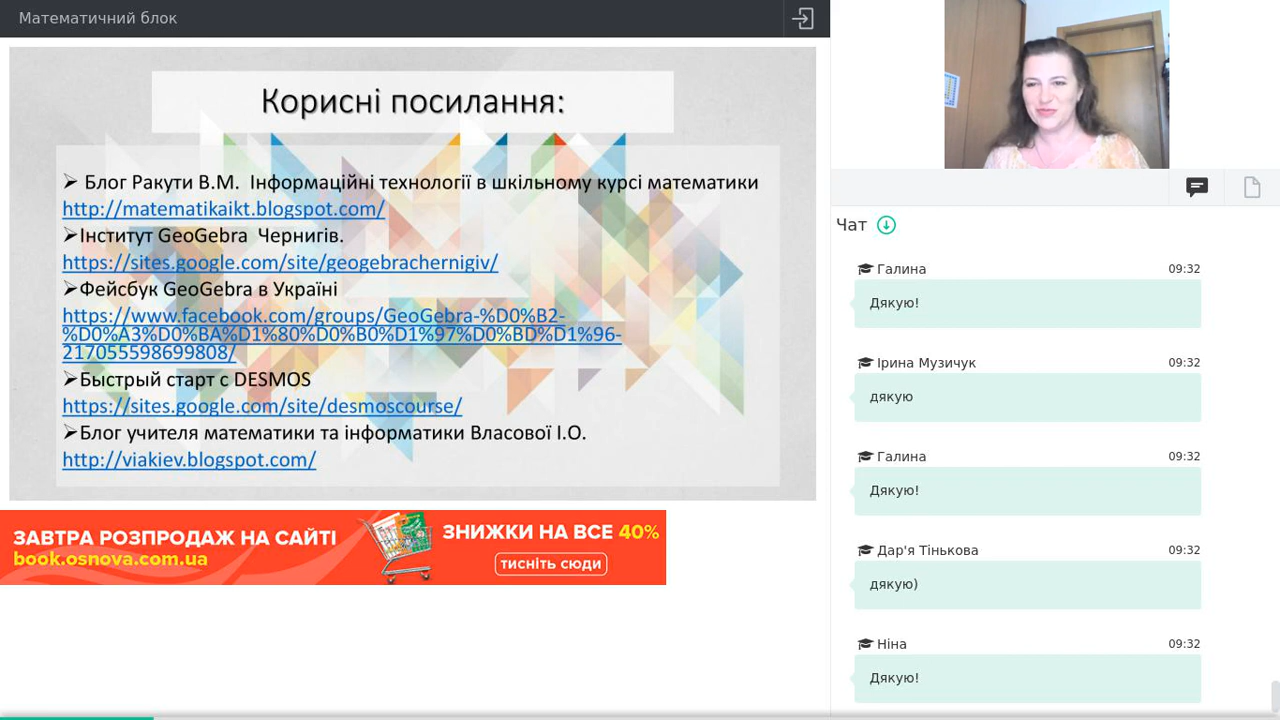 Математичний блок
Корисні посилання:
➢ Блог Ракути В.М. Інформаційні технології в шкільному курсі математики
http://matematikaikt.blogspot.com/
➢Інститут GeoGebra Чернигів.
https://sites.google.com/site/geogebrachernigiv/
➢Фейсбук GeoGebra в Україні
https://www.facebook.com/groups/GeoGebra-%D0%B2-
%D0%A3%D0%BA%D1%80%D0%B0%D1%97%D0%BD%D1%96-
217055598699808/
➢Быстрый старт с DESMOS
https://sites.google.com/site/desmoscourse/
➢Блог учителя математики та інформатики Власової І.О.
http://viakiev.blogspot.com/
ЗАВТРА РОЗПРОДАЖ НА САЙТІ
book.osnova.com.ua
ЗНИЖКИ НА ВСЕ 40%
тисніть сюди
Чат
Галина 09:32
Дякую!
Ірина Музичук 09:32
дякую
Галина 09:32
Дякую!
Дар'я Тінькова 09:32
дякую)
Ніна 09:32
Дякую!